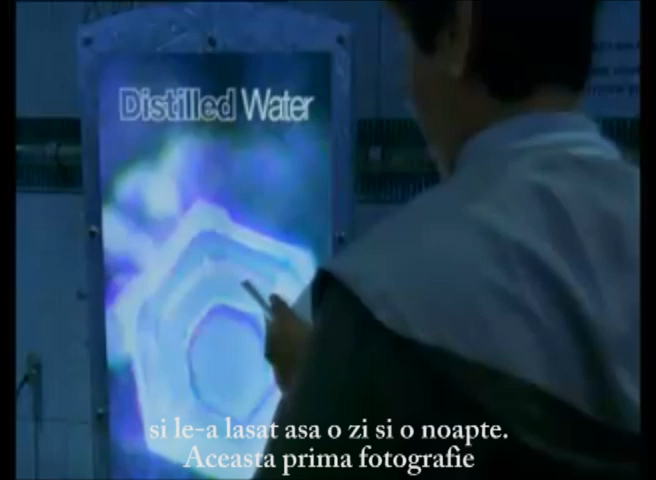 Distilled Water
si le-a lasat asa o zi si o noapte.
Aceasta prima fotografie